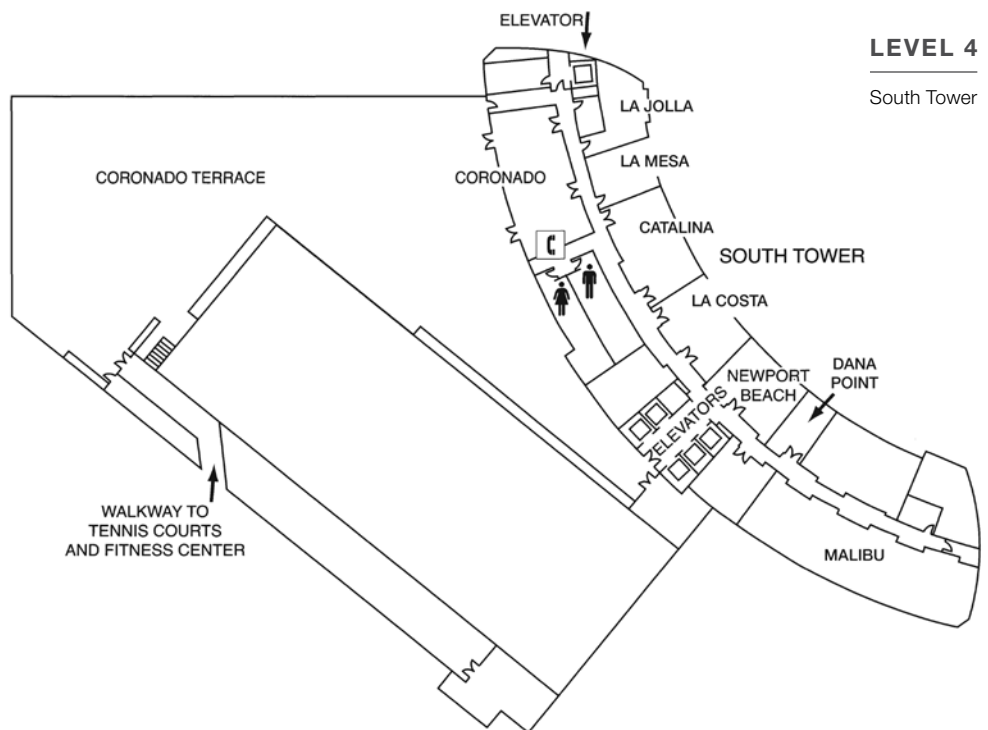 ELEVATOR
LEVEL 4
South Tower
LA JOLLA
LA MESA
CORONADO TERRACE
CORONADO
CATALINA
SOUTH TOWER
LA COSTA
NEWPORT
BEACH
DANA
POINT
ELEVATORS
WALKWAY TO
TENNIS COURTS
AND FITNESS CENTER
MALIBU